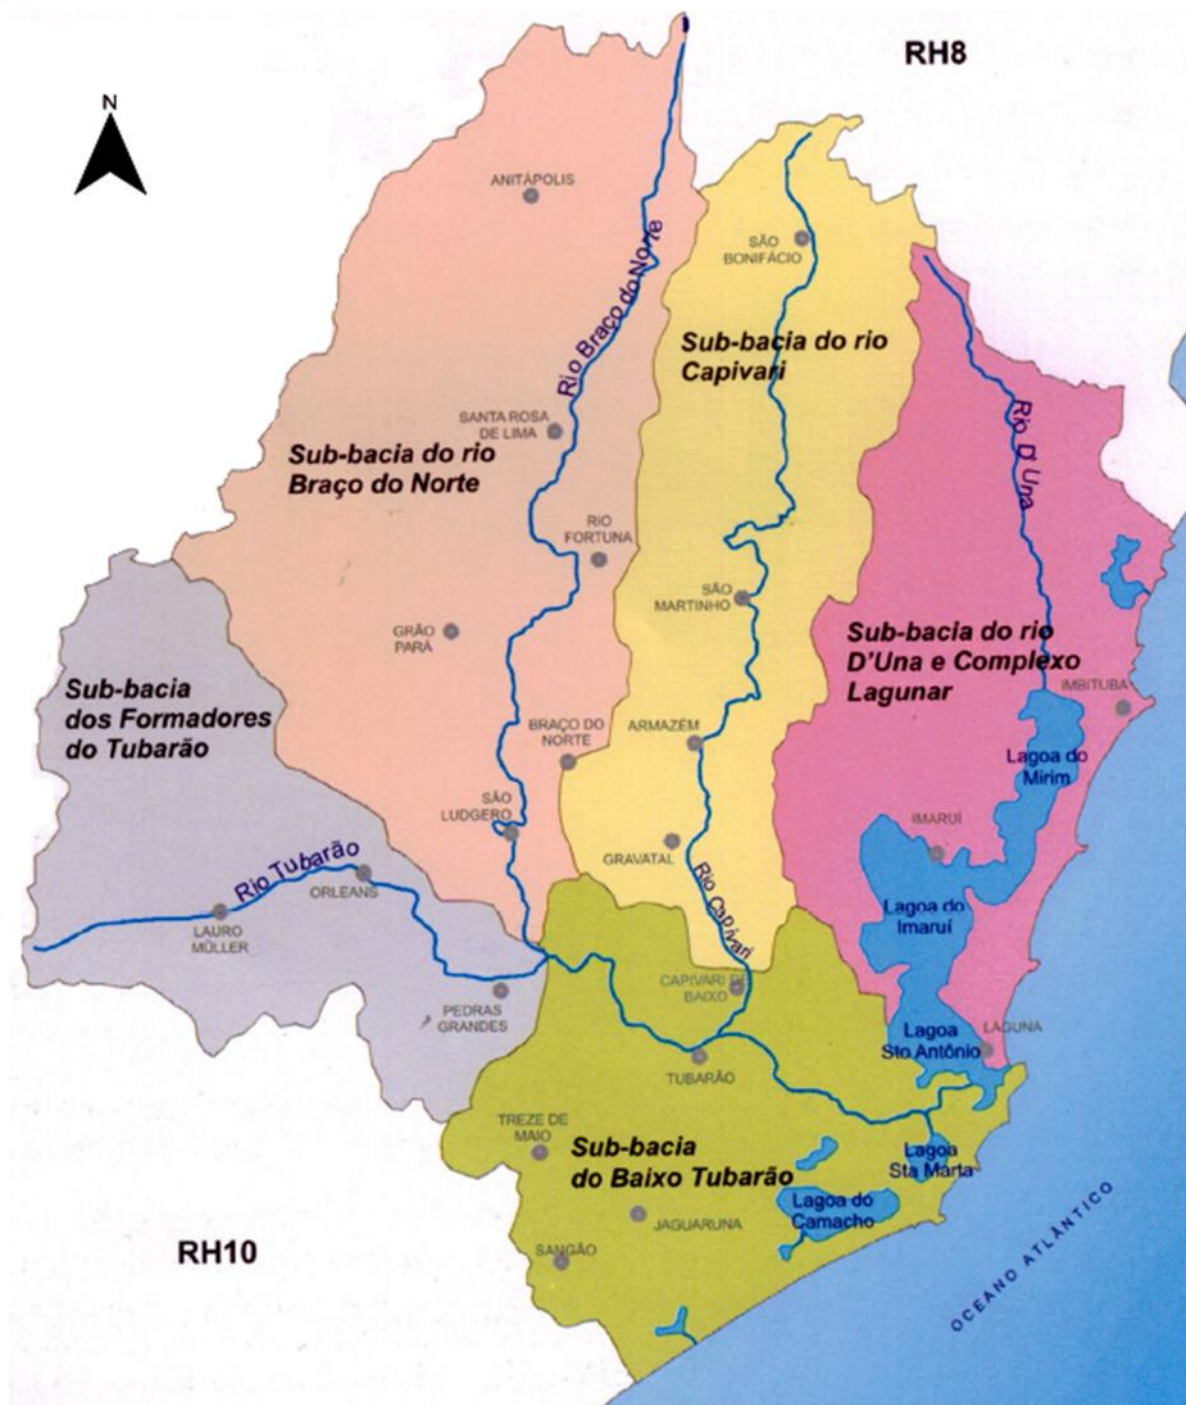 RH8
N
ANITÁPOLIS
Rio Braço do Norte
SÃO
BONIFÁCIO
Sub-bacia do rio
Capivari
SANTA ROSA
DE LIMA
Sub-bacia do rio
Braço do Norte
Rio D'Una
RIO
FORTUNA
SÃO
MARTINHO
GRÃO
PARÁ
Sub-bacia do rio
D'Una e Complexo
Lagunar
IMBITUBA
Sub-bacia
dos Formadores
do Tubarão
BRAÇO DO
NORTE
ARMAZÉM
Lagoa do
Mirim
SÃO
LUDGERO
IMARUÍ
GRAVATAL
Rio Tubarão
ORLEANS
Rio Capivari
LAURO
MÜLLER
Lagoa do
Imaruí
CAPIVARI DE
BAIXO
PEDRAS
GRANDES
Lagoa
Sto Antônio
LAGUNA
TUBARÃO
TREZE DE
MAIO
Sub-bacia
do Baixo Tubarão
Lagoa
Sta Marta
Lagoa do
Camacho
JAGUARUNA
SANGÃO
RH10
OCEANO ATLÂNTICO